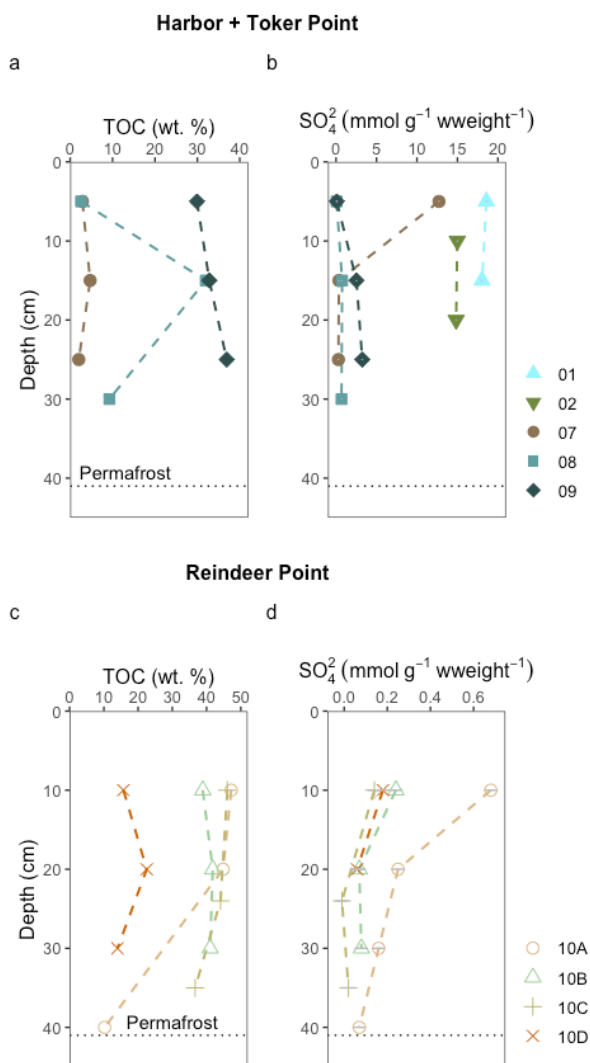 Harbor + Toker Point
a
b
TOC (wt. %)
SO₄² (mmol g⁻¹ wweight⁻¹)
0 10 20 30 40
0 5 10 15 20
0
10
20
30
40
Depth (cm)
Permafrost
01
02
07
08
09
Reindeer Point
c
d
TOC (wt. %)
SO₄² (mmol g⁻¹ wweight⁻¹)
0 10 20 30 40 50
0.0 0.2 0.4 0.6
0
10
20
30
40
Depth (cm)
Permafrost
10A
10B
10C
10D